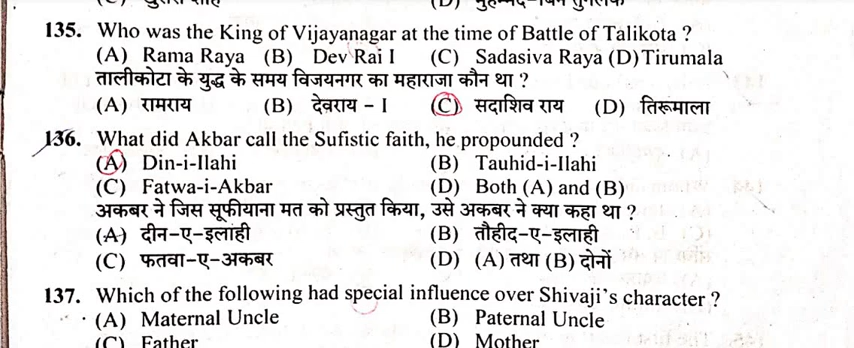 135. Who was the King of Vijayanagar at the time of Battle of Talikota ?
(A) Rama Raya (B) Dev Rai I (C) Sadasiva Raya (D) Tirumala
तालीकोटा के युद्ध के समय विजयनगर का महाराजा कौन था ?
(A) रामराय (B) देवराय – I (C) सदाशिव राय (D) तिरूमाला
136. What did Akbar call the Sufistic faith, he propounded ?
(A) Din-i-Ilahi (B) Tauhid-i-Ilahi
(C) Fatwa-i-Akbar (D) Both (A) and (B)
अकबर ने जिस सूफीयाना मत को प्रस्तुत किया, उसे अकबर ने क्या कहा था ?
(A) दीन-ए-इलाही (B) तौहीद-ए-इलाही
(C) फतवा-ए-अकबर (D) (A) तथा (B) दोनों
137. Which of the following had special influence over Shivaji's character ?
(A) Maternal Uncle (B) Paternal Uncle
(C) Father (D) Mother